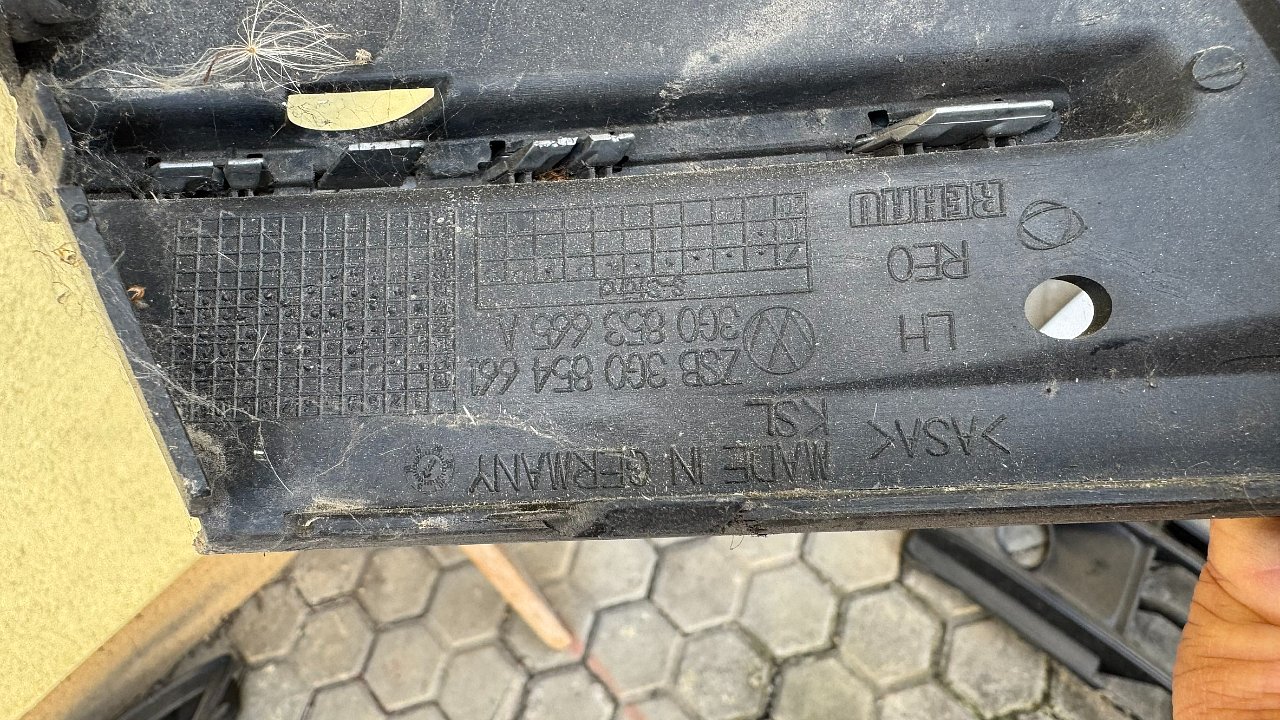 MADE IN GERMANY
>ASA<
KSL
ZSB 3G0 854 661
3G0 853 665 A
LH
REO
REHAU